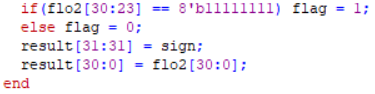 if(flo2[30:23] == 8'b11111111) flag = 1;
else flag = 0;
result[31:31] = sign;
result[30:0] = flo2[30:0];
end